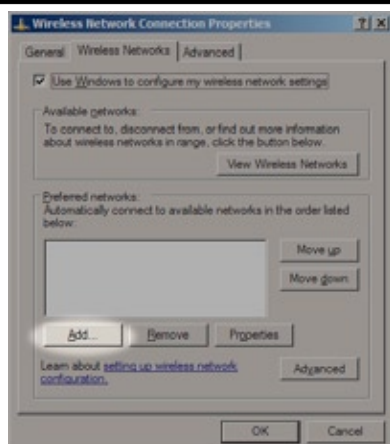 Wireless Network Connection Properties
General Wireless Networks Advanced
Use Windows to configure my wireless network settings
Available networks:
To connect to, disconnect from, or find out more information
about wireless networks in range, click the button below.
View Wireless Networks
Preferred networks:
Automatically connect to available networks in the order listed
below:
Move up
Move down
Add... Remove Properties
Learn about setting up wireless network
configuration.
Advanced
OK Cancel